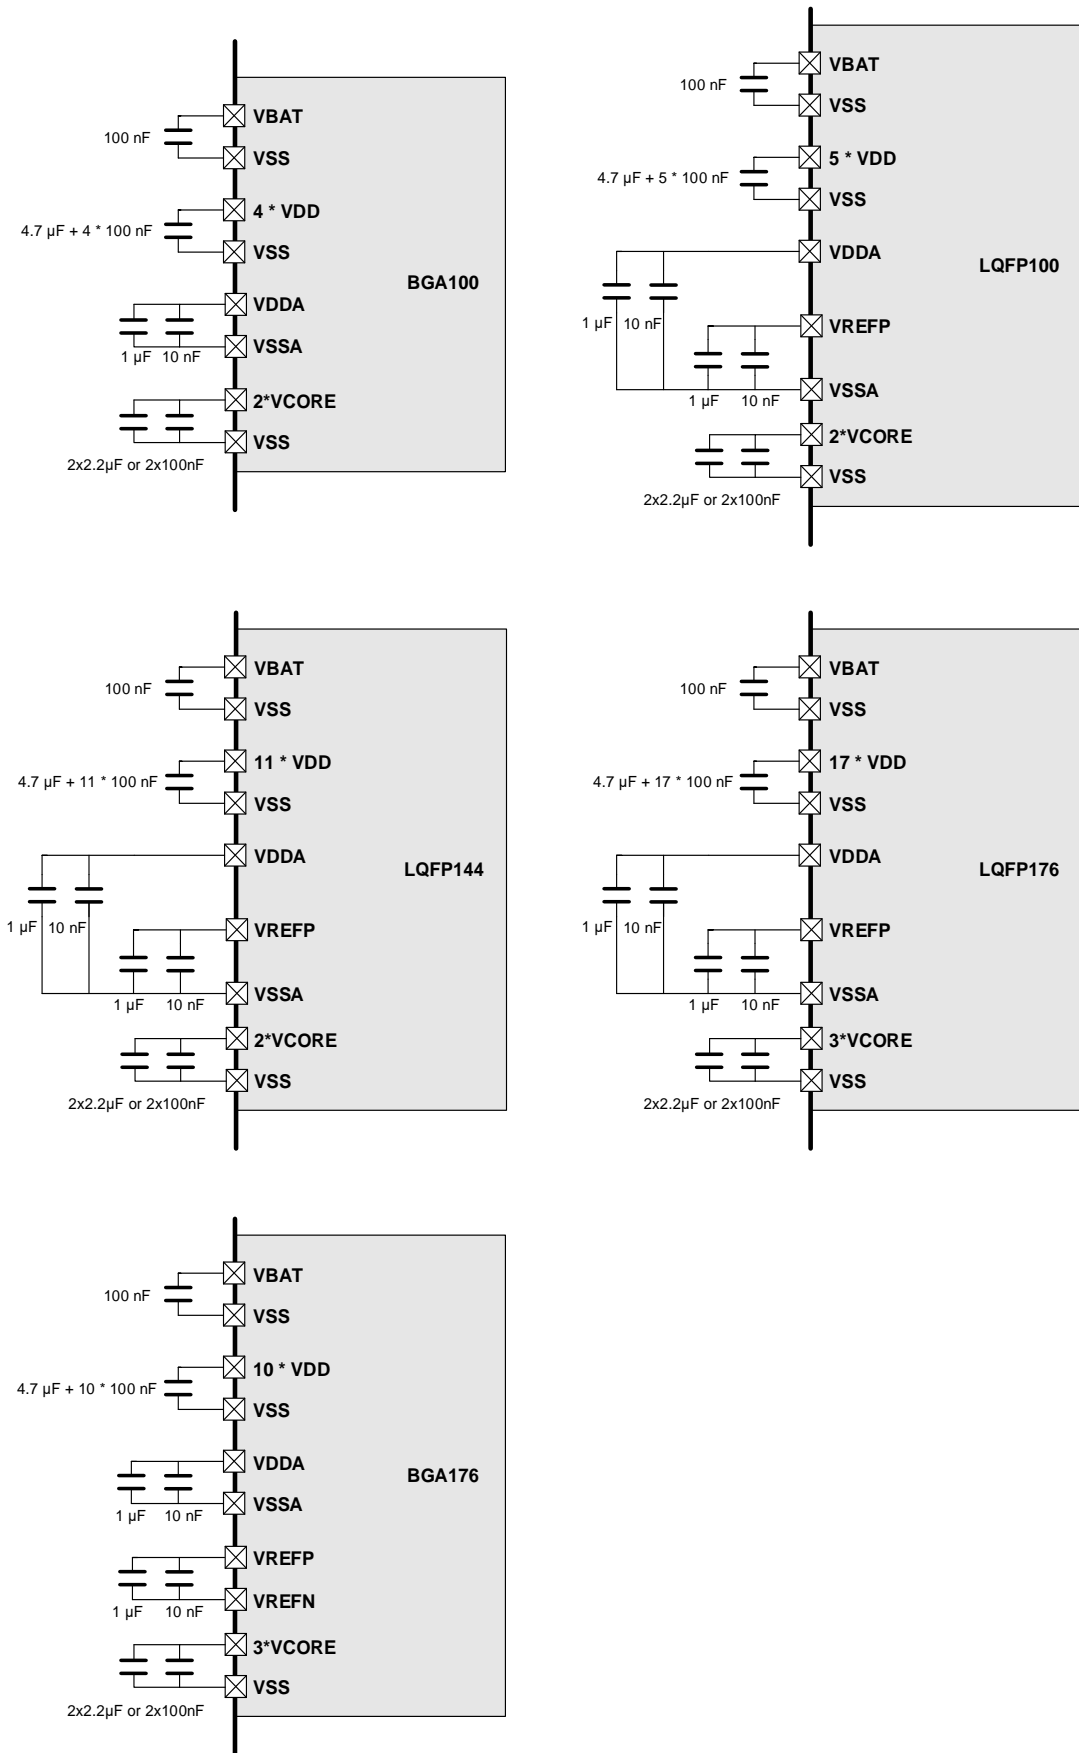 VBAT
100 nF
VSS
4 * VDD
4.7 µF + 4 * 100 nF
VSS
BGA100
VDDA
1 µF 10 nF
VSSA
2*VCORE
VSS
2x2.2µF or 2x100nF
VBAT
100 nF
VSS
5 * VDD
4.7 µF + 5 * 100 nF
VSS
VDDA
LQFP100
1 µF 10 nF
VREFP
VSSA
1 µF 10 nF
2*VCORE
VSS
2x2.2µF or 2x100nF
VBAT
100 nF
VSS
11 * VDD
4.7 µF + 11 * 100 nF
VSS
VDDA
LQFP144
1 µF 10 nF
VREFP
VSSA
1 µF 10 nF
2*VCORE
VSS
2x2.2µF or 2x100nF
VBAT
100 nF
VSS
17 * VDD
4.7 µF + 17 * 100 nF
VSS
VDDA
LQFP176
1 µF 10 nF
VREFP
VSSA
1 µF 10 nF
3*VCORE
VSS
2x2.2µF or 2x100nF
VBAT
100 nF
VSS
10 * VDD
4.7 µF + 10 * 100 nF
VSS
VDDA
BGA176
VSSA
1 µF 10 nF
VREFP
VREFN
1 µF 10 nF
3*VCORE
VSS
2x2.2µF or 2x100nF